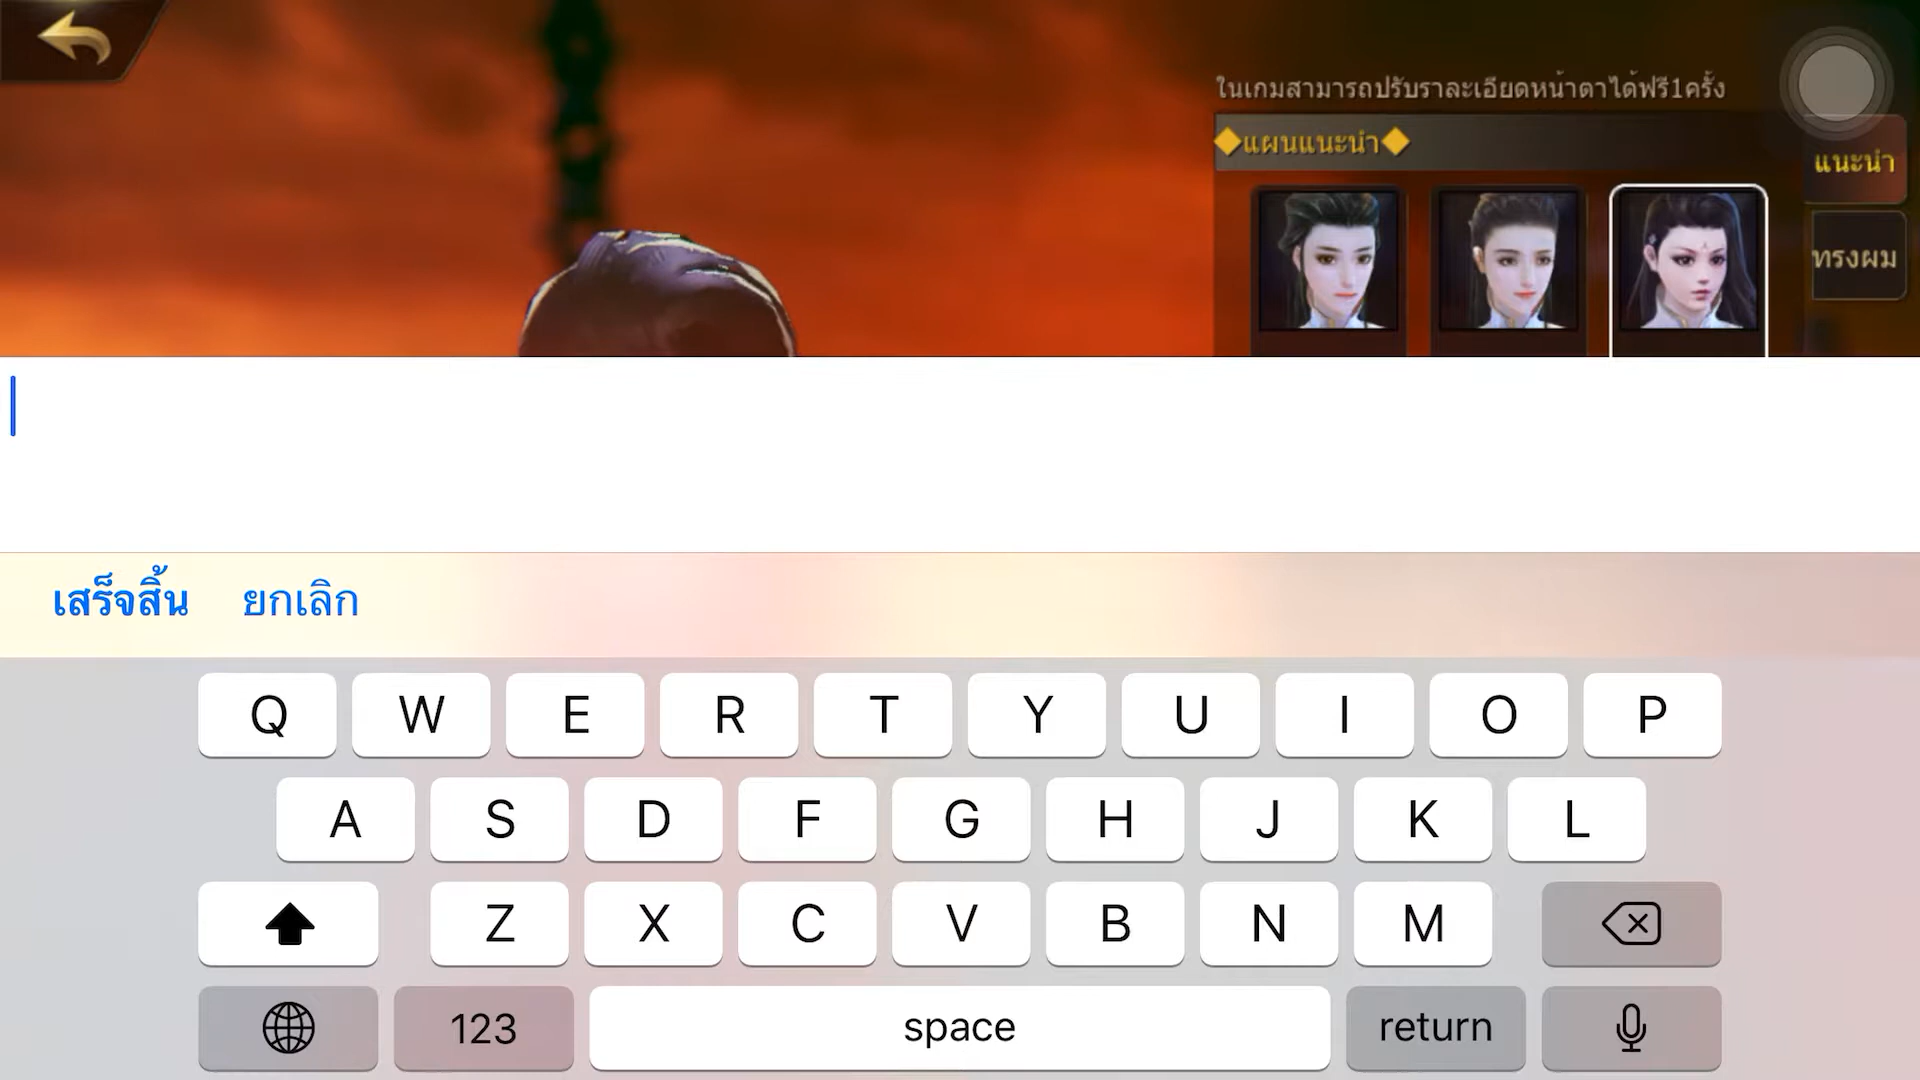 ในเกมสามารถปรับราละเอียดหน้าตาได้ฟรี1ครั้ง
◆แผนแนะนำ◆
แนะนำ
ทรงผม
เสร็จสิ้น ยกเลิก
Q W E R T Y U I O P
A S D F G H J K L
Z X C V B N M
123 space return